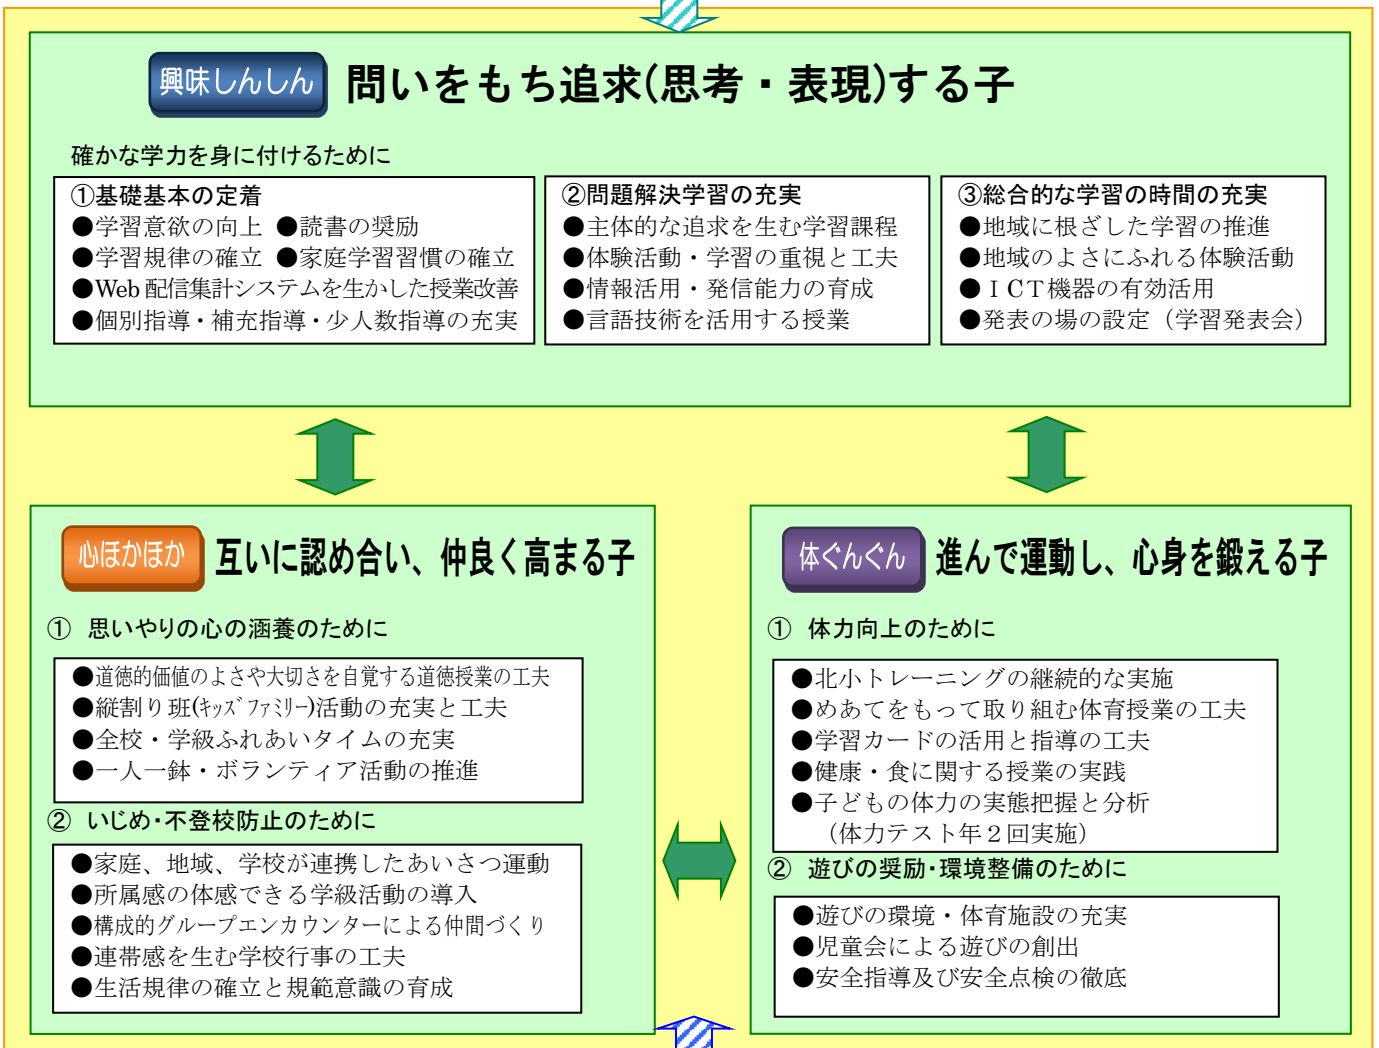 興味しんしん 問いをもち追求(思考・表現)する子
確かな学力を身に付けるために
①基礎基本の定着
●学習意欲の向上 ●読書の奨励
●学習規律の確立 ●家庭学習習慣の確立
●Web配信集計システムを生かした授業改善
●個別指導・補充指導・少人数指導の充実
②問題解決学習の充実
●主体的な追求を生む学習課程
●体験活動・学習の重視と工夫
●情報活用・発信能力の育成
●言語技術を活用する授業
③総合的な学習の時間の充実
●地域に根ざした学習の推進
●地域のよさにふれる体験活動
●ＩＣＴ機器の有効活用
●発表の場の設定（学習発表会）
心ほかほか 互いに認め合い、仲良く高まる子
① 思いやりの心の涵養のために
●道徳的価値のよさや大切さを自覚する道徳授業の工夫
●縦割り班(ｷｯｽﾞﾌｧﾐﾘｰ)活動の充実と工夫
●全校・学級ふれあいタイムの充実
●一人一鉢・ボランティア活動の推進
② いじめ・不登校防止のために
●家庭、地域、学校が連携したあいさつ運動
●所属感の体感できる学級活動の導入
●構成的グループエンカウンターによる仲間づくり
●連帯感を生む学校行事の工夫
●生活規律の確立と規範意識の育成
体ぐんぐん 進んで運動し、心身を鍛える子
① 体力向上のために
●北小トレーニングの継続的な実施
●めあてをもって取り組む体育授業の工夫
●学習カードの活用と指導の工夫
●健康・食に関する授業の実践
●子どもの体力の実態把握と分析
（体力テスト年２回実施）
② 遊びの奨励・環境整備のために
●遊びの環境・体育施設の充実
●児童会による遊びの創出
●安全指導及び安全点検の徹底